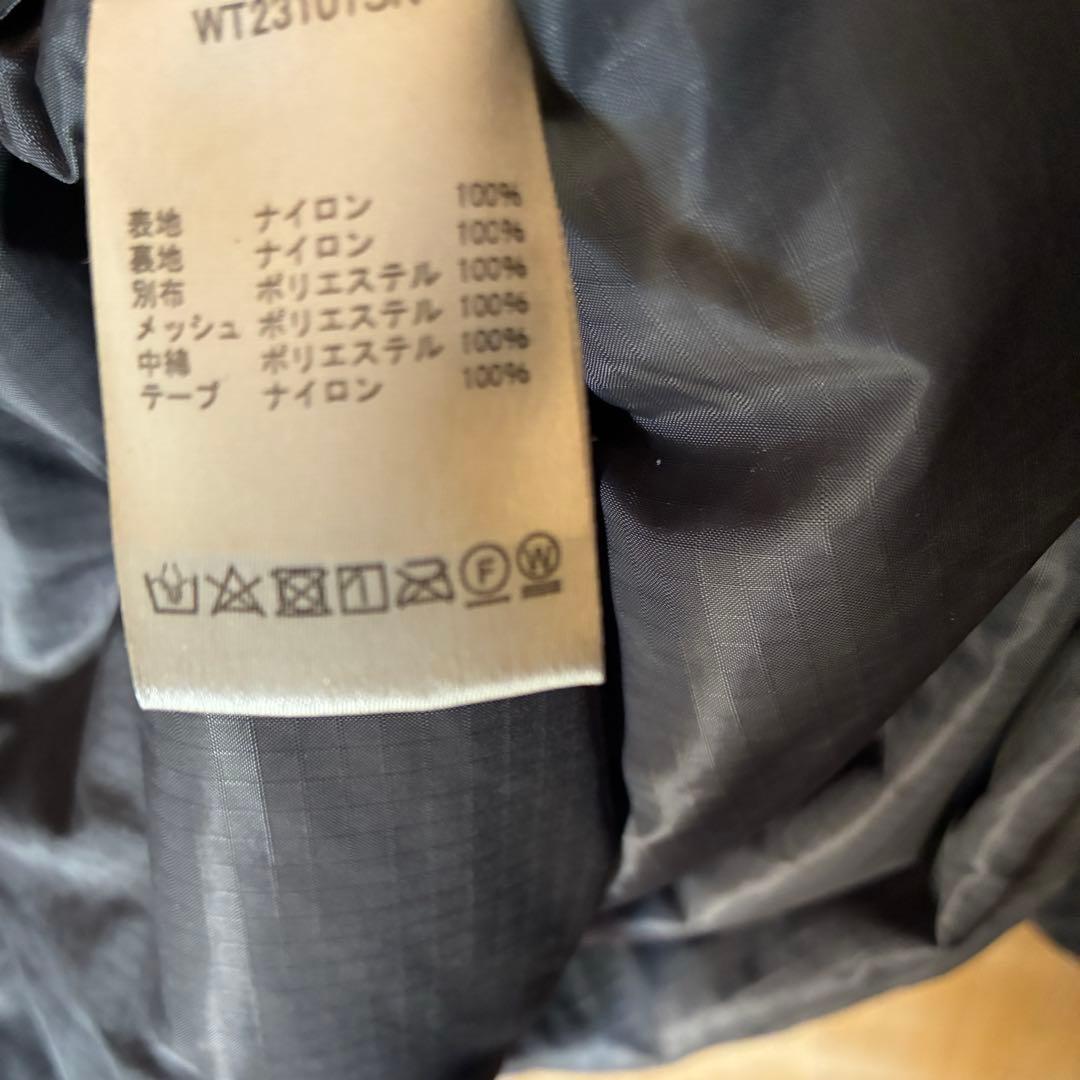 表地 ナイロン 100%
裏地 ナイロン 100%
別布 ポリエステル 100%
メッシュ ポリエステル 100%
中綿 ポリエステル 100%
テープ ナイロン 100%
F W